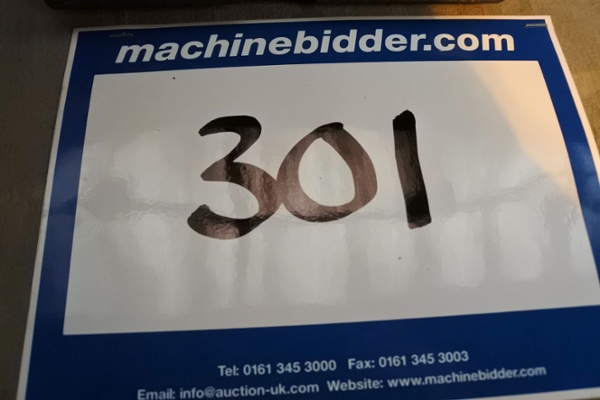 machinebidder.com
301
Tel: 0161 345 3000 Fax: 0161 345 3003
Email: info@auction-uk.com Website: www.machinebidder.com